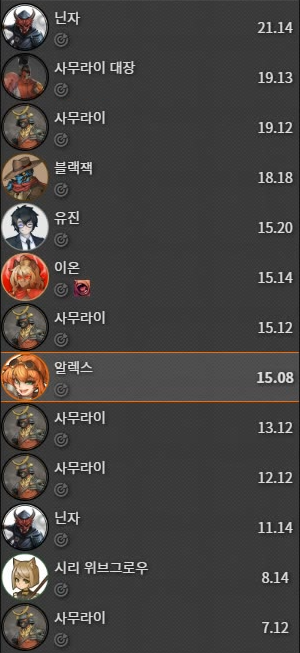 닌자
21.14
사무라이 대장
19.13
사무라이
19.12
블랙잭
18.18
유진
15.20
이온
15.14
사무라이
15.12
알렉스
15.08
사무라이
13.12
사무라이
12.12
닌자
11.14
시리 위브그로우
8.14
사무라이
7.12